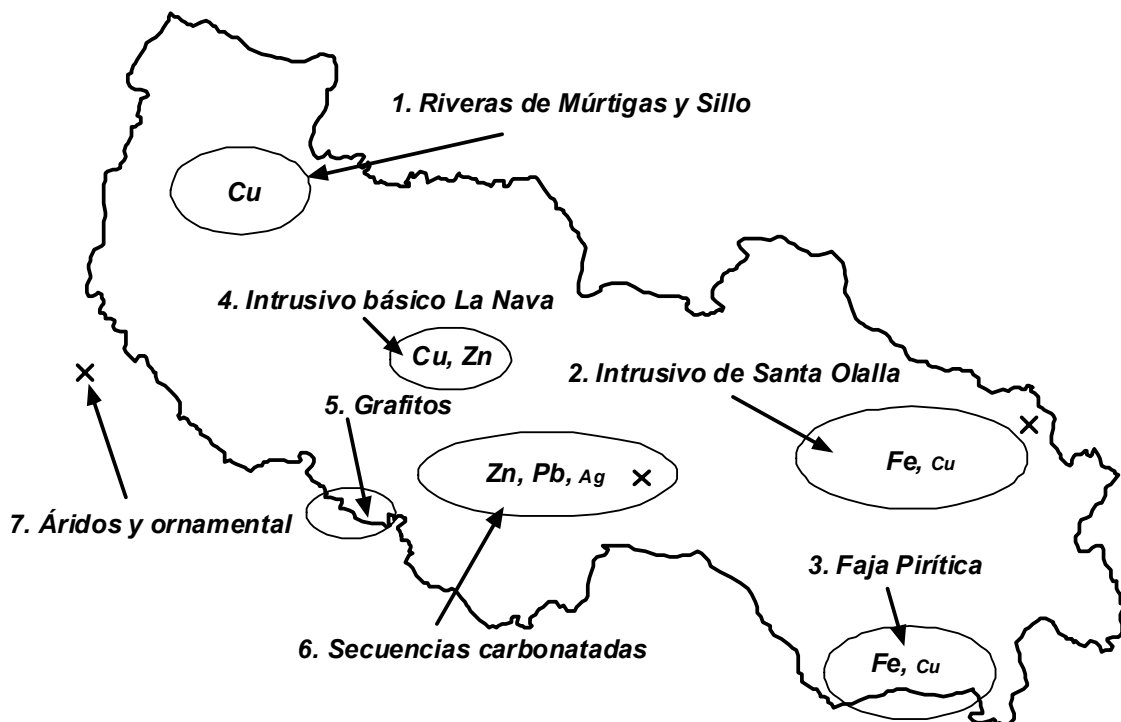 1. Riveras de Múrtigas y Sillo
Cu
4. Intrusivo básico La Nava
Cu, Zn
2. Intrusivo de Santa Olalla
5. Grafitos
Fe, Cu
Zn, Pb, Ag
7. Áridos y ornamental
3. Faja Pirítica
6. Secuencias carbonatadas
Fe, Cu